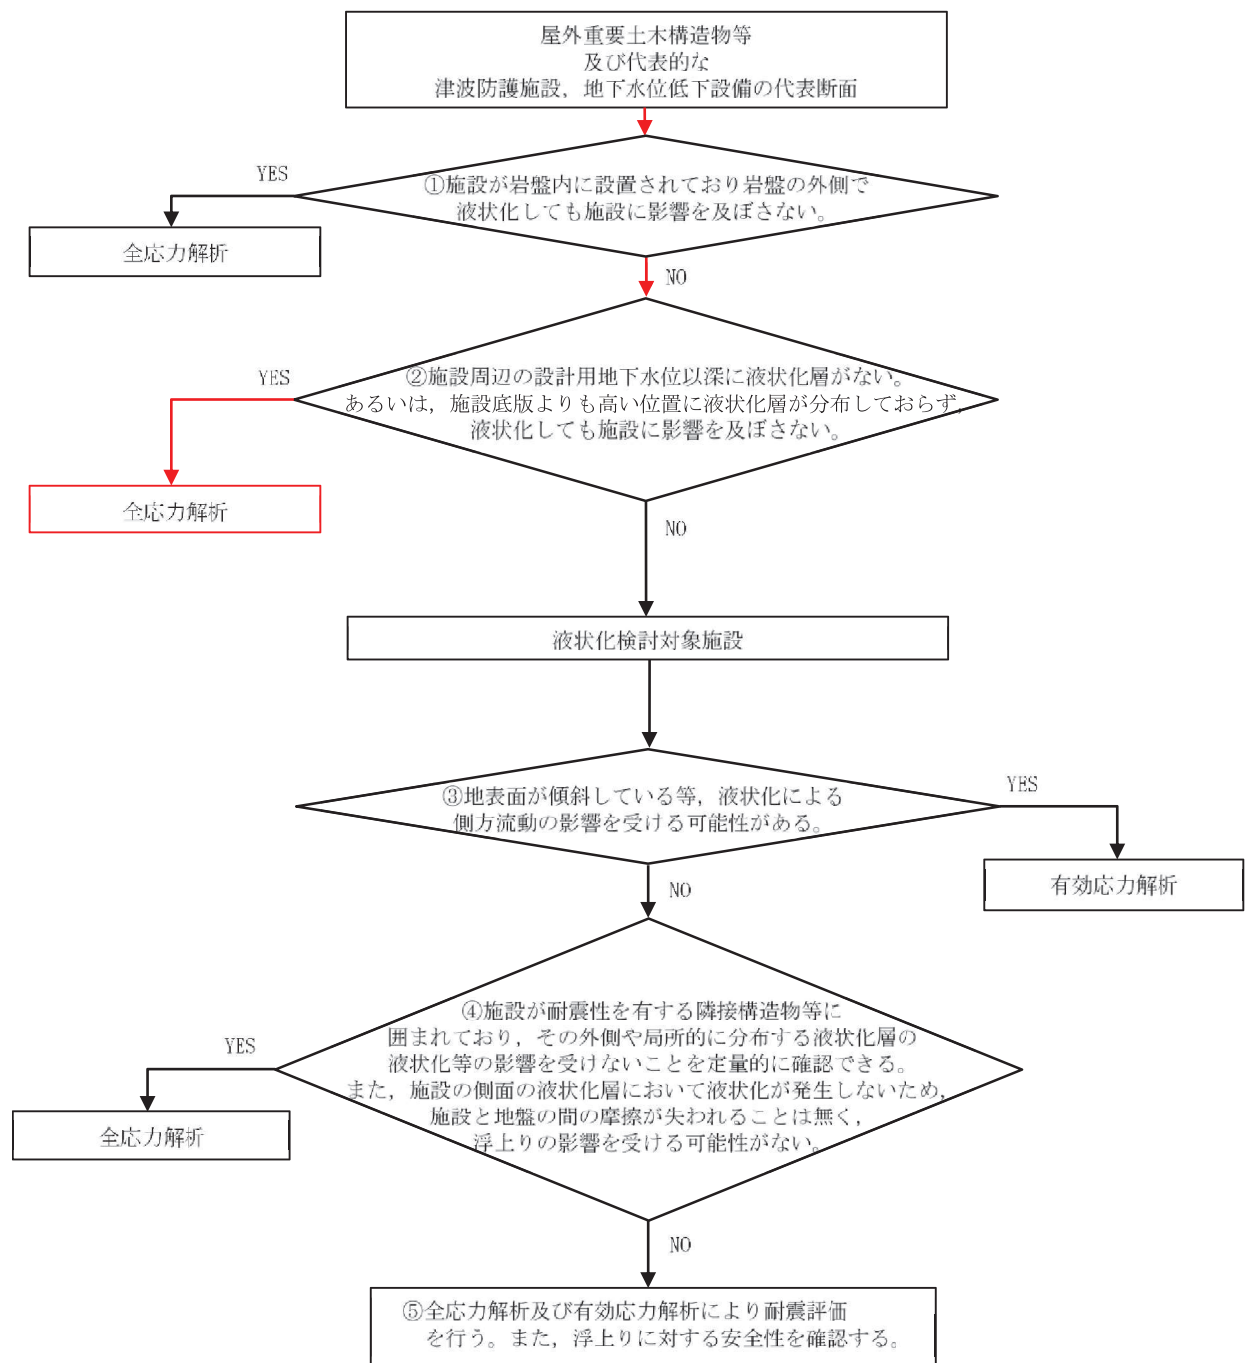 屋外重要土木構造物等
及び代表的な
津波防護施設，地下水位低下設備の代表断面
YES
①施設が岩盤内に設置されており岩盤の外側で
液状化しても施設に影響を及ぼさない。
全応力解析
NO
YES
②施設周辺の設計用地下水位以深に液状化層がない。
あるいは，施設底版よりも高い位置に液状化層が分布しておらず，
液状化しても施設に影響を及ぼさない。
全応力解析
NO
液状化検討対象施設
③地表面が傾斜している等，液状化による
側方流動の影響を受ける可能性がある。
YES
有効応力解析
NO
④施設が耐震性を有する隣接構造物等に
囲まれており，その外側や局所的に分布する液状化層の
液状化等の影響を受けないことを定量的に確認できる。
また，施設の側面の液状化層において液状化が発生しないため，
施設と地盤の間の摩擦が失われることは無く，
浮上りの影響を受ける可能性がない。
YES
全応力解析
NO
⑤全応力解析及び有効応力解析により耐震評価
を行う。また，浮上りに対する安全性を確認する。